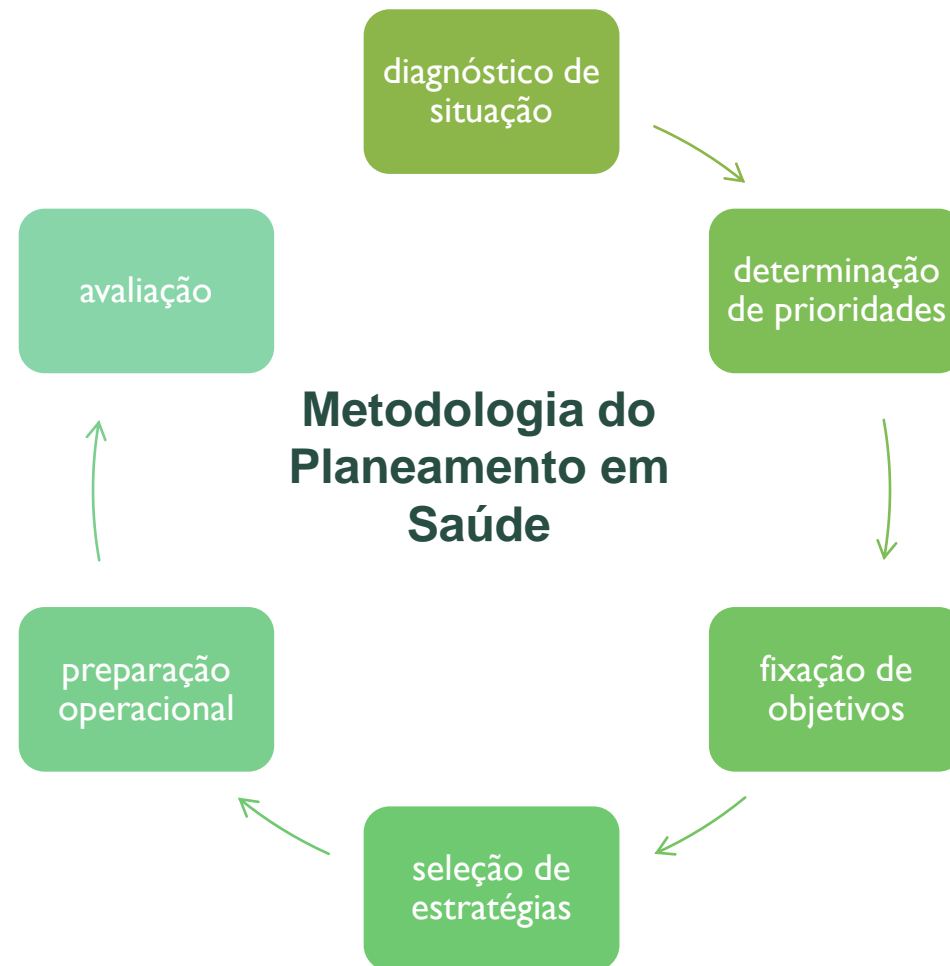 diagnóstico de
situação
determinação
de prioridades
fixação de
objetivos
seleção de
estratégias
preparação
operacional
avaliação
Metodologia do
Planeamento em
Saúde